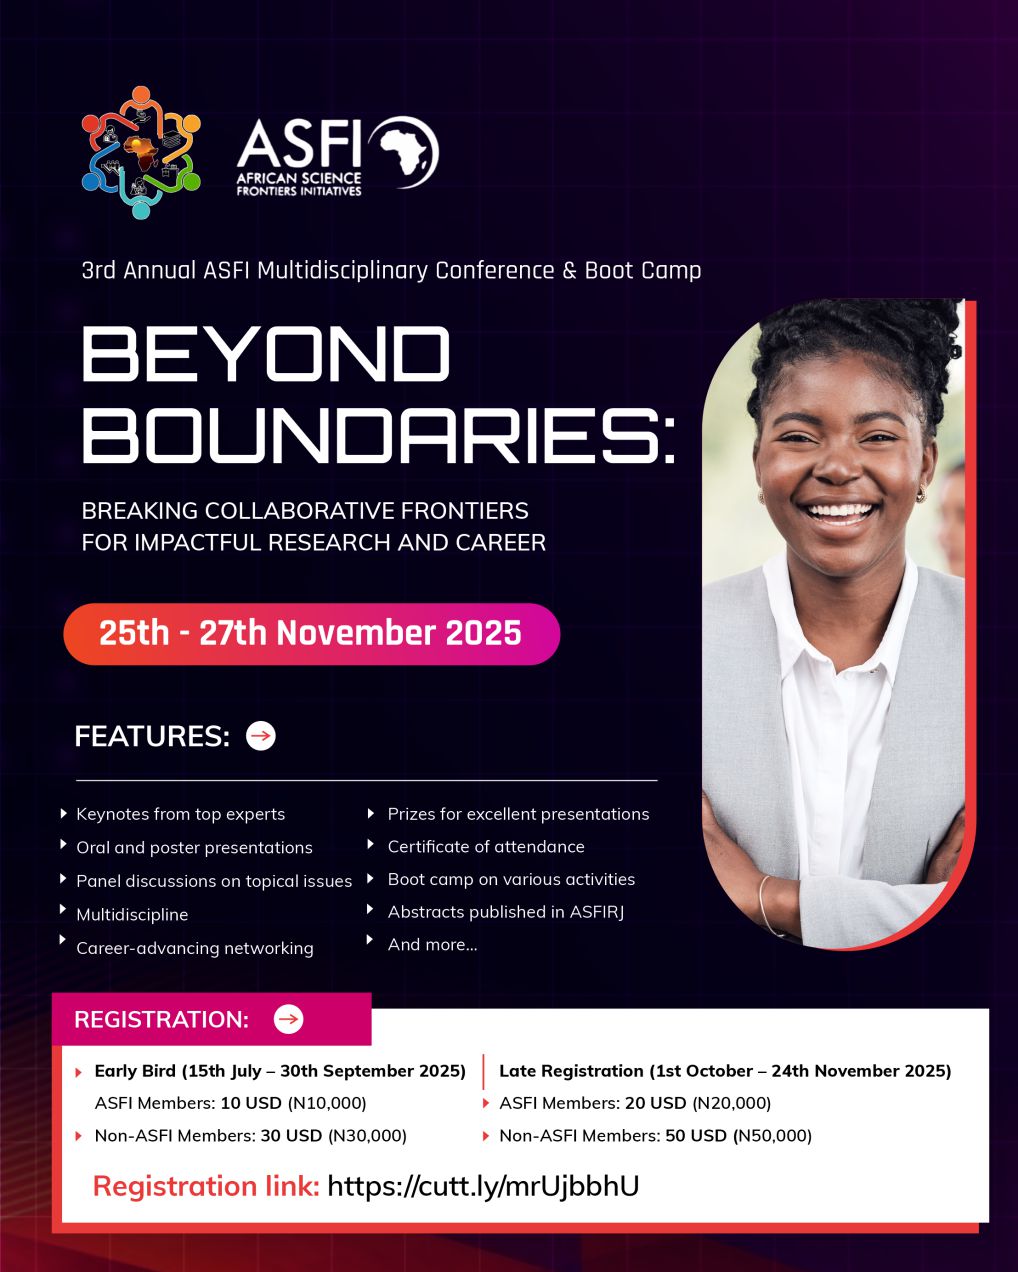 ASFI
AFRICAN SCIENCE
FRONTIERS INITIATIVES
3rd Annual ASFI Multidisciplinary Conference & Boot Camp
BEYOND
BOUNDARIES:
BREAKING COLLABORATIVE FRONTIERS
FOR IMPACTFUL RESEARCH AND CAREER
25th - 27th November 2025
FEATURES:
Keynotes from top experts
Oral and poster presentations
Panel discussions on topical issues
Multidiscipline
Career-advancing networking
Prizes for excellent presentations
Certificate of attendance
Boot camp on various activities
Abstracts published in ASFIRJ
And more...
REGISTRATION:
Early Bird (15th July – 30th September 2025)
ASFI Members: 10 USD (N10,000)
Non-ASFI Members: 30 USD (N30,000)
Late Registration (1st October – 24th November 2025)
ASFI Members: 20 USD (N20,000)
Non-ASFI Members: 50 USD (N50,000)
Registration link: https://cutt.ly/mrUjbbhU